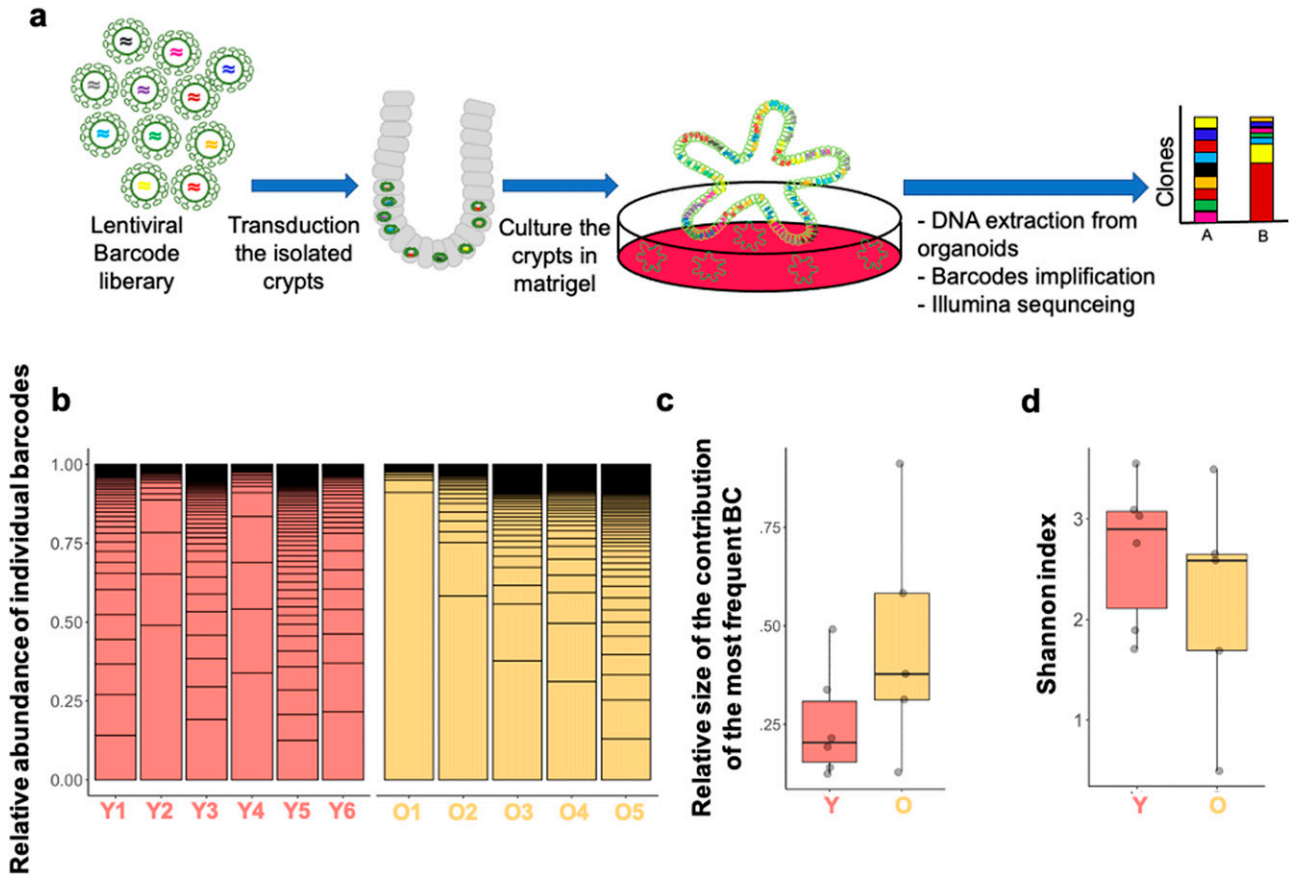 a
Lentiviral
Barcode
liberary
Transduction
the isolated
crypts
Culture the
crypts in
matrigel
- DNA extraction from
organoids
- Barcodes implification
- Illumina sequnceing
Clones
A B
b
Relative abundance of individual barcodes
1.00
0.75
0.50
0.25
0.00
Y1 Y2 Y3 Y4 Y5 Y6 O1 O2 O3 O4 O5
c
Relative size of the contribution
of the most frequent BC
.75
.50
.25
Y O
d
Shannon index
3
2
1
Y O